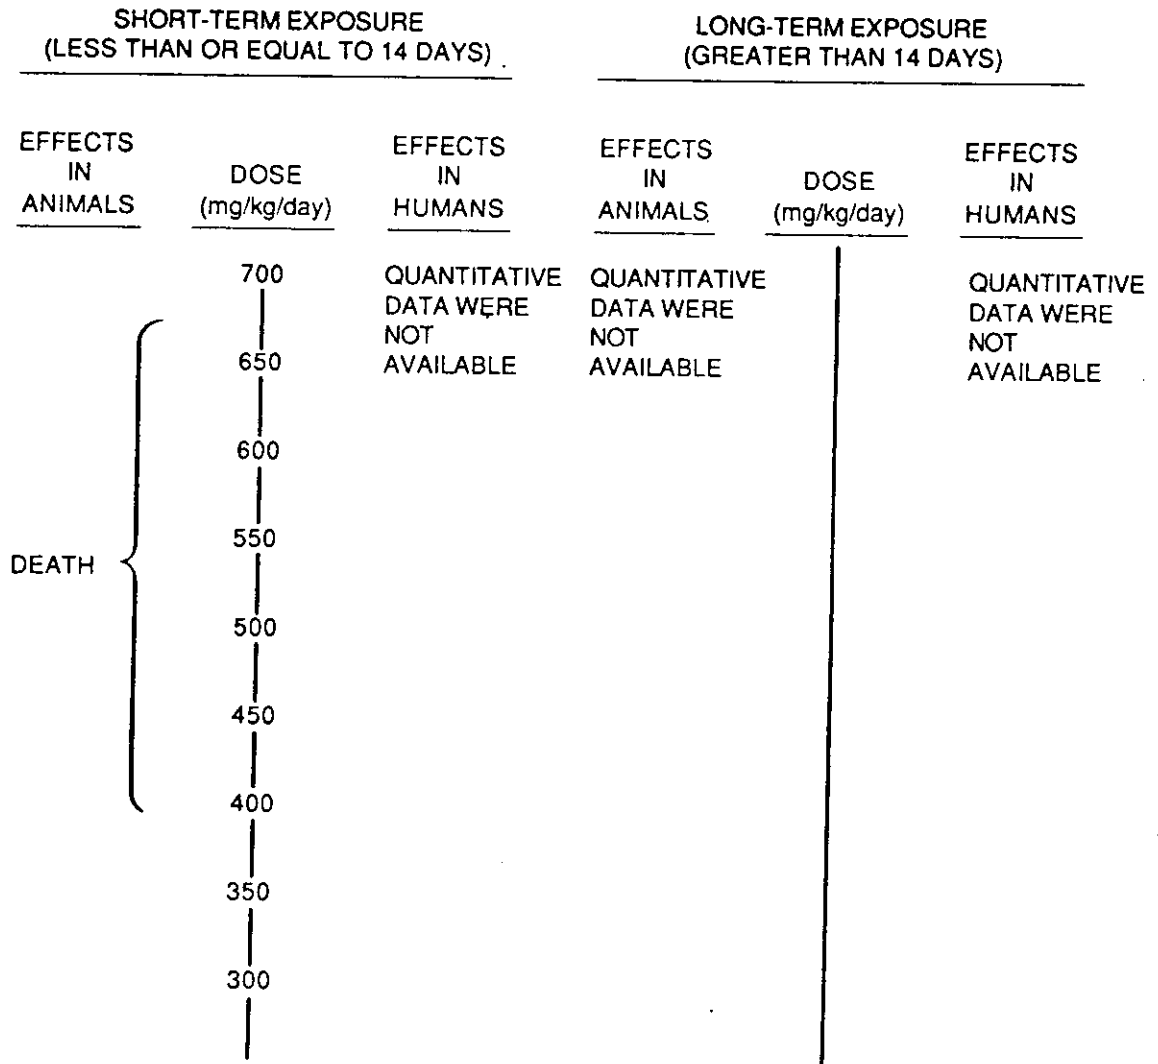 SHORT-TERM EXPOSURE
(LESS THAN OR EQUAL TO 14 DAYS)
LONG-TERM EXPOSURE
(GREATER THAN 14 DAYS)
EFFECTS
IN
ANIMALS
DOSE
(mg/kg/day)
EFFECTS
IN
HUMANS
EFFECTS
IN
ANIMALS
DOSE
(mg/kg/day)
EFFECTS
IN
HUMANS
DEATH
700
650
600
550
500
450
400
350
300
QUANTITATIVE
DATA WERE
NOT
AVAILABLE
QUANTITATIVE
DATA WERE
NOT
AVAILABLE
QUANTITATIVE
DATA WERE
NOT
AVAILABLE